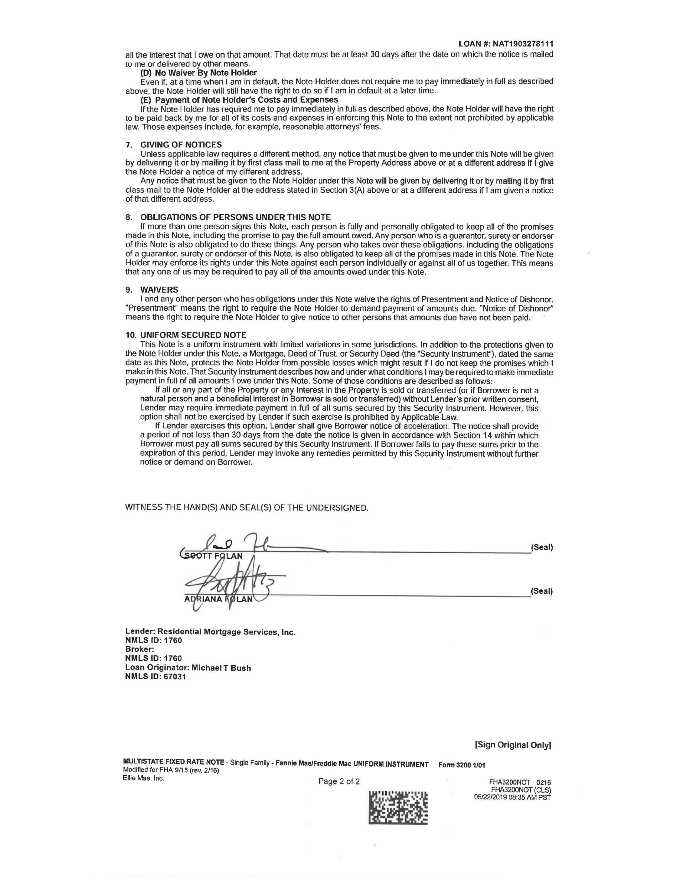 LOAN #: NAT1903278111
all the interest that I owe on that amount. That date must be at least 30 days after the date on which the notice is mailed
to me or delivered by other means.
(D) No Waiver By Note Holder
Even if, at a time when I am in default, the Note Holder does not require me to pay immediately in full as described
above, the Note Holder will still have the right to do so if I am in default at a later time.
(E) Payment of Note Holder's Costs and Expenses
If the Note Holder has required me to pay immediately in full as described above, the Note Holder will have the right
to be paid back by me for all of its costs and expenses in enforcing this Note to the extent not prohibited by applicable
law. Those expenses include, for example, reasonable attorneys' fees.
7. GIVING OF NOTICES
Unless applicable law requires a different method, any notice that must be given to me under this Note will be given
by delivering it or by mailing it by first class mail to me at the Property Address above or at a different address if I give
the Note Holder a notice of my different address.
Any notice that must be given to the Note Holder under this Note will be given by delivering it or by mailing it by first
class mail to the Note Holder at the address stated in Section 3(A) above or at a different address if I am given a notice
of that different address.
8. OBLIGATIONS OF PERSONS UNDER THIS NOTE
If more than one person signs this Note, each person is fully and personally obligated to keep all of the promises
made in this Note, including the promise to pay the full amount owed. Any person who is a guarantor, surety or endorser
of this Note is also obligated to do these things. Any person who takes over these obligations, including the obligations
of a guarantor, surety or endorser of this Note, is also obligated to keep all of the promises made in this Note. The Note
Holder may enforce its rights under this Note against each person individually or against all of us together. This means
that any one of us may be required to pay all of the amounts owed under this Note.
9. WAIVERS
I and any other person who has obligations under this Note waive the rights of Presentment and Notice of Dishonor.
"Presentment" means the right to require the Note Holder to demand payment of amounts due. "Notice of Dishonor"
means the right to require the Note Holder to give notice to other persons that amounts due have not been paid.
10. UNIFORM SECURED NOTE
This Note is a uniform instrument with limited variations in some jurisdictions. In addition to the protections given to
the Note Holder under this Note, a Mortgage, Deed of Trust, or Security Deed (the "Security Instrument"), dated the same
date as this Note, protects the Note Holder from possible losses which might result if I do not keep the promises which I
make in this Note. That Security Instrument describes how and under what conditions I may be required to make immediate
payment in full of all amounts I owe under this Note. Some of those conditions are described as follows:
If all or any part of the Property or any Interest in the Property is sold or transferred (or if Borrower is not a
natural person and a beneficial interest in Borrower is sold or transferred) without Lender's prior written consent,
Lender may require immediate payment in full of all sums secured by this Security Instrument. However, this
option shall not be exercised by Lender if such exercise is prohibited by Applicable Law.
If Lender exercises this option, Lender shall give Borrower notice of acceleration. The notice shall provide
a period of not less than 30 days from the date the notice is given in accordance with Section 14 within which
Borrower must pay all sums secured by this Security Instrument. If Borrower fails to pay these sums prior to the
expiration of this period, Lender may invoke any remedies permitted by this Security Instrument without further
notice or demand on Borrower.
WITNESS THE HAND(S) AND SEAL(S) OF THE UNDERSIGNED.
(Seal)
SCOTT FOLAN
(Seal)
ADRIANA FOLAN
Lender: Residential Mortgage Services, Inc.
NMLS ID: 1760
Broker:
NMLS ID: 1760
Loan Originator: Michael T Bush
NMLS ID: 67031
[Sign Original Only]
MULTISTATE FIXED RATE NOTE - Single Family - Fannie Mae/Freddie Mac UNIFORM INSTRUMENT Form 3200 1/01
Modified for FHA 9/15 (rev. 2/16)
Ellie Mae, Inc.
Page 2 of 2
FHA3200NOT 0216
FHA3200NOT (CLS)
05/22/2019 08:35 AM PST